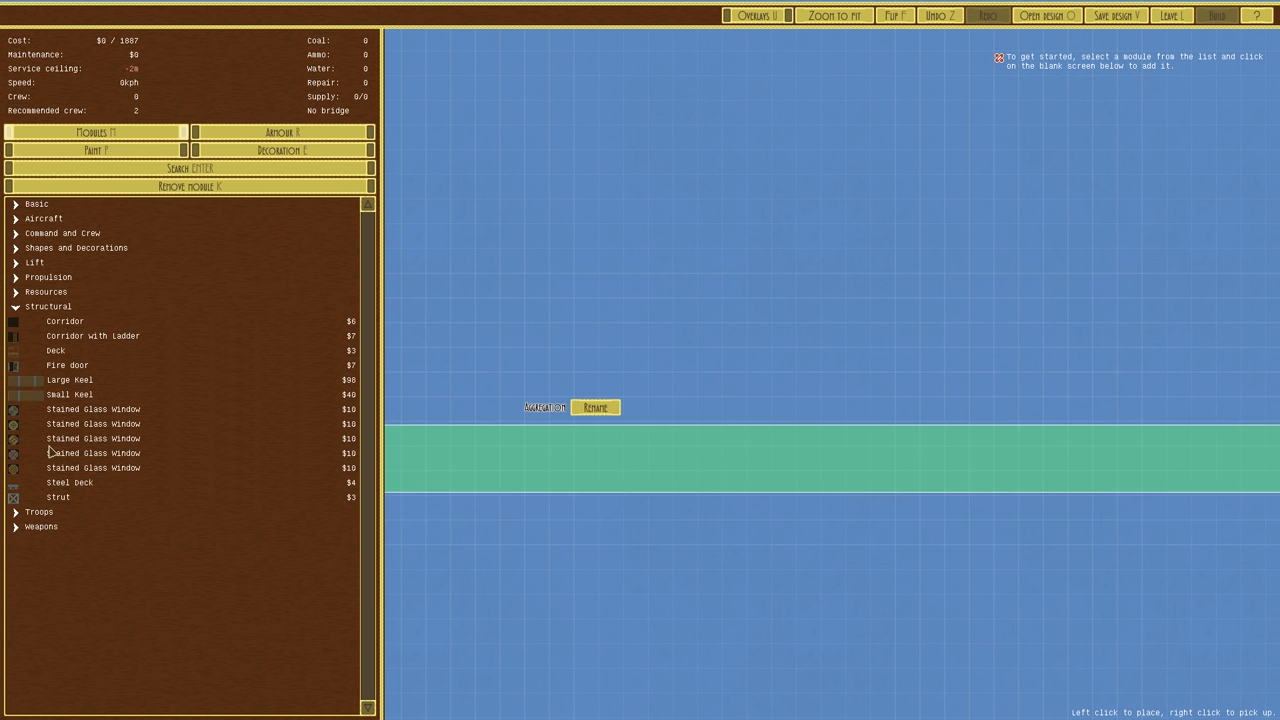 Overlays U Zoom to fit Flip F Undo Z Redo Open design O Save design V Leave L Build ?
Cost: $0 / 1887 Coal: 0
Maintenance: $0 Ammo: 0
Service ceiling: -2m Water: 0
Speed: 0kph Repair: 0
Crew: 0 Supply: 0/0
Recommended crew: 2 No bridge
To get started, select a module from the list and click
on the blank screen below to add it.
Modules M Armour R
Paint P Decoration E
Search ENTER
Remove module K
Basic
Aircraft
Command and Crew
Shapes and Decorations
Lift
Propulsion
Resources
Structural
Corridor $6
Corridor with Ladder $7
Deck $3
Fire door $7
Large Keel $98
Small Keel $40
Stained Glass Window $10
Stained Glass Window $10
Stained Glass Window $10
Stained Glass Window $10
Stained Glass Window $10
Steel Deck $4
Strut $3
Troops
Weapons
Aggregation Rename
Left click to place, right click to pick up.